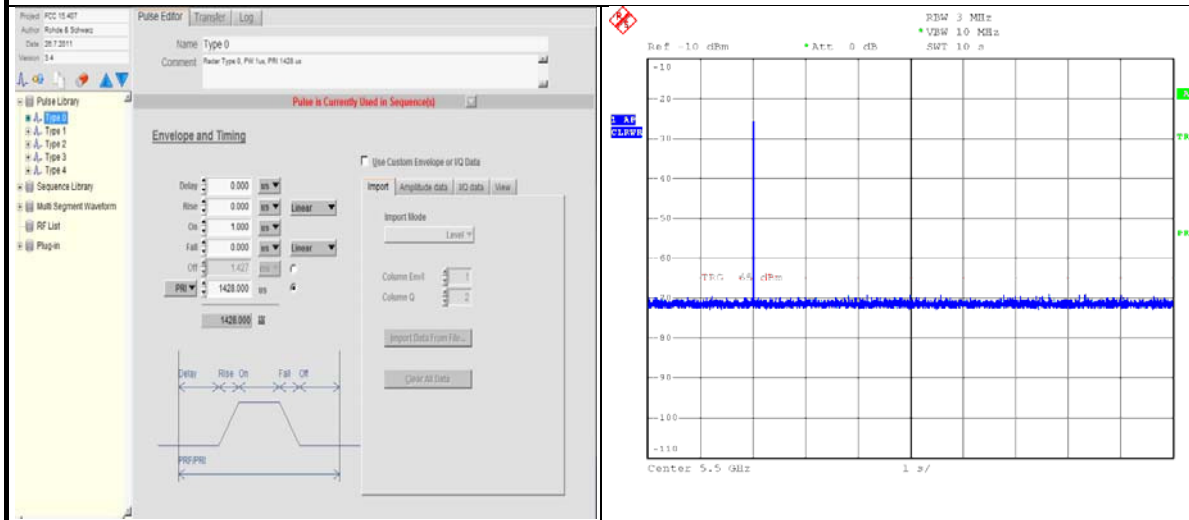 Project FCC 15.407
Author Rohde & Schwarz
Date 26.7.2011
Version 3.4
Pulse Editor Transfer Log
Name Type 0
Comment Radar Type 0, PW 1us, PRI 1428 us
Pulse is Currently Used in Sequence(s)
Pulse Library
Type 0
Type 1
Type 2
Type 3
Type 4
Sequence Library
Multi Segment Waveform
RF List
Plug-in
Envelope and Timing
Delay 0.000 us
Rise 0.000 us Linear
On 1.000 us
Fall 0.000 us Linear
Off 1.427 ms
PRI 1428.000 us
1428.000
Use Custom Envelope or I/Q Data
Import Amplitude data I/Q data View
Import Mode
Level
Column Env/I 1
Column Q 2
Import Data From File...
Clear All Data
Delay Rise On Fall Off
PRF/PRI
R S
RBW 3 MHz
* VBW 10 MHz
Ref -10 dBm * Att 0 dB SWT 10 s
-10
-20
-30
-40
-50
-60
-70
-80
-90
-100
-110
1 AP
CLRWR
A
TRG -65 dBm
Center 5.5 GHz 1 s/